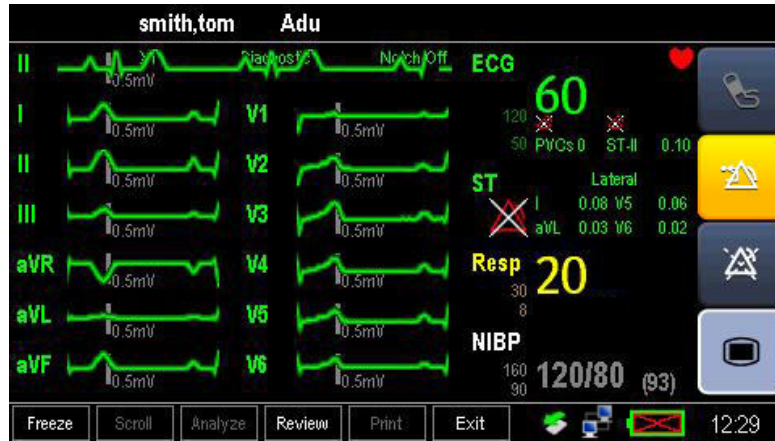 smith,tom Adu
II X1 Diagnostic Notch Off
0.5mV
I 0.5mV V1 0.5mV
II 0.5mV V2 0.5mV
III 0.5mV V3 0.5mV
aVR 0.5mV V4 0.5mV
aVL 0.5mV V5 0.5mV
aVF 0.5mV V6 0.5mV
ECG
60
120
50 PVCs 0 ST-II 0.10
ST Lateral
I 0.08 V5 0.06
aVL 0.03 V6 0.02
Resp 20
30
8
NIBP
160
90 120/80 (93)
Freeze Scroll Analyze Review Print Exit 12:29